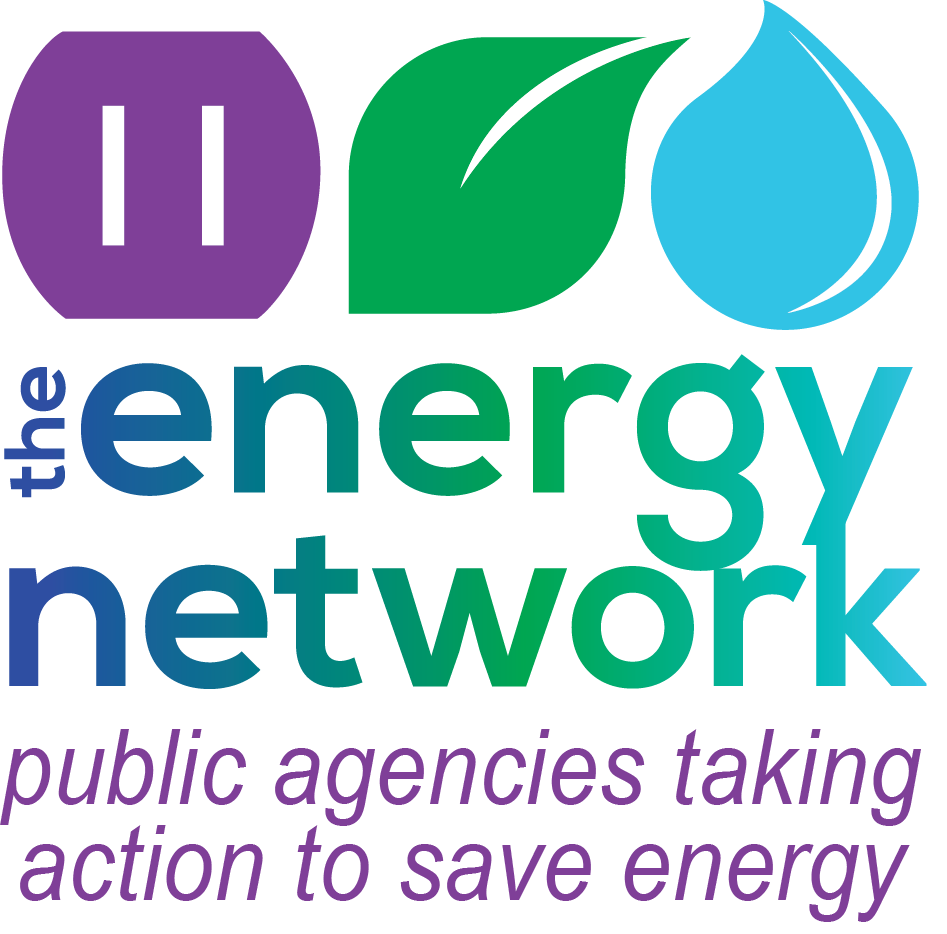 the energy
network
public agencies taking
action to save energy